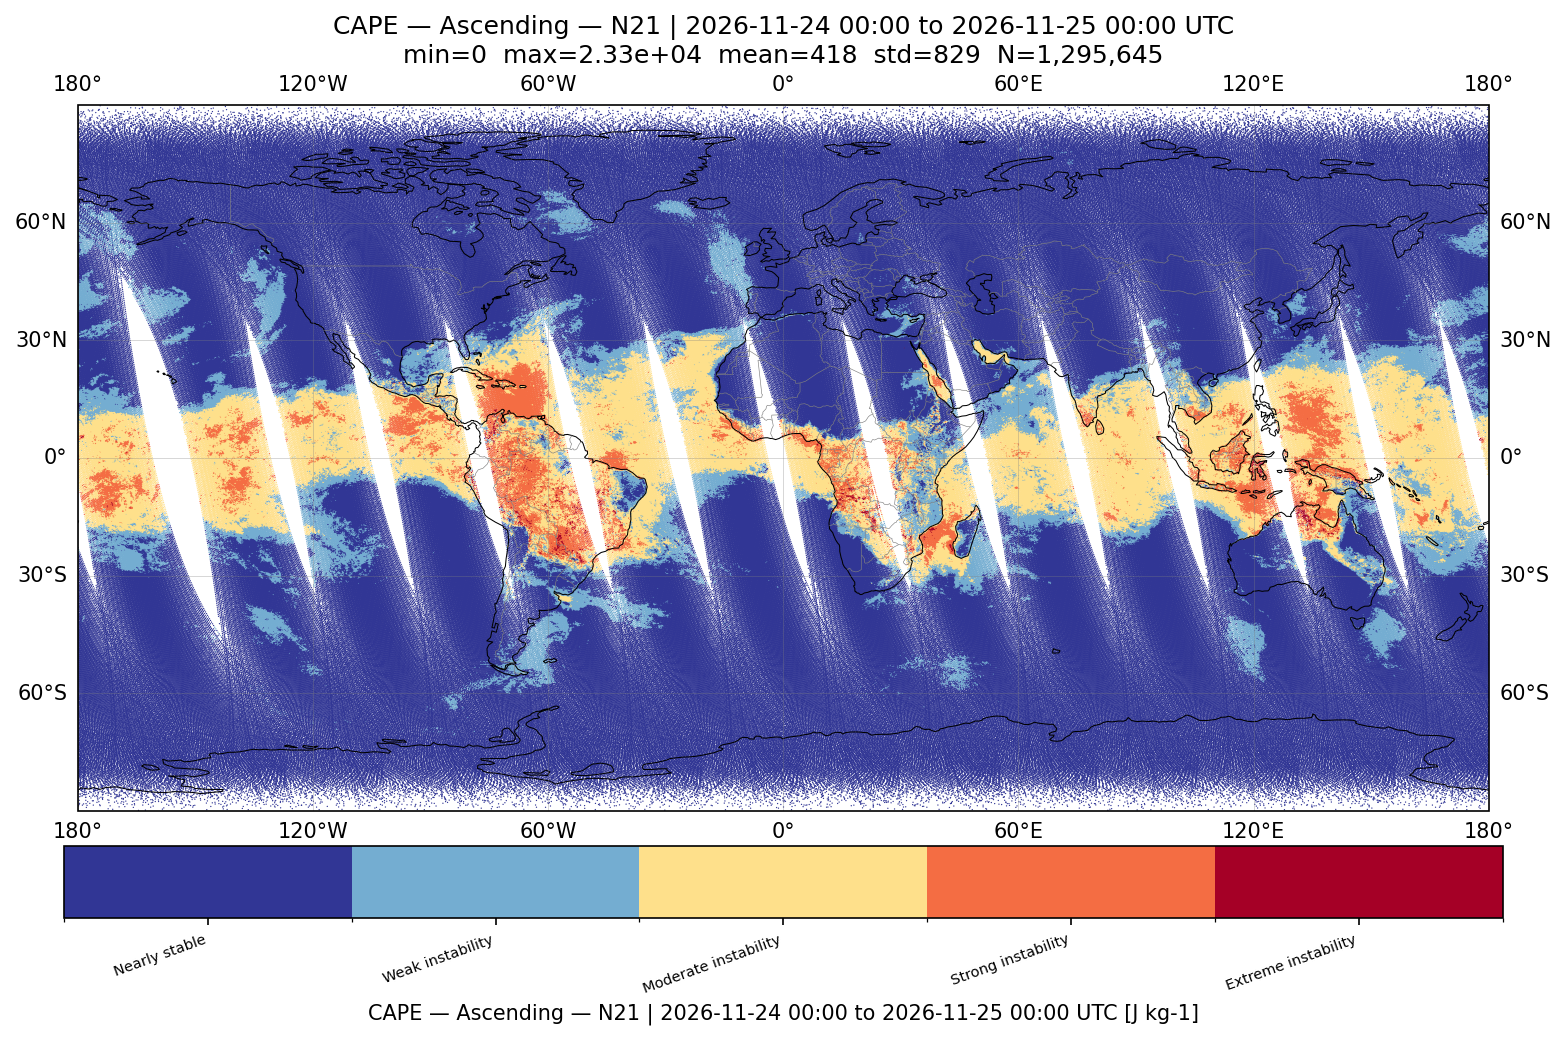 CAPE — Ascending — N21 | 2026-11-24 00:00 to 2026-11-25 00:00 UTC
min=0 max=2.33e+04 mean=418 std=829 N=1,295,645
180° 120°W 60°W 0° 60°E 120°E 180°
60°N 60°N
30°N 30°N
0° 0°
30°S 30°S
60°S 60°S
180° 120°W 60°W 0° 60°E 120°E 180°
Nearly stable Weak instability Moderate instability Strong instability Extreme instability
CAPE — Ascending — N21 | 2026-11-24 00:00 to 2026-11-25 00:00 UTC [J kg-1]